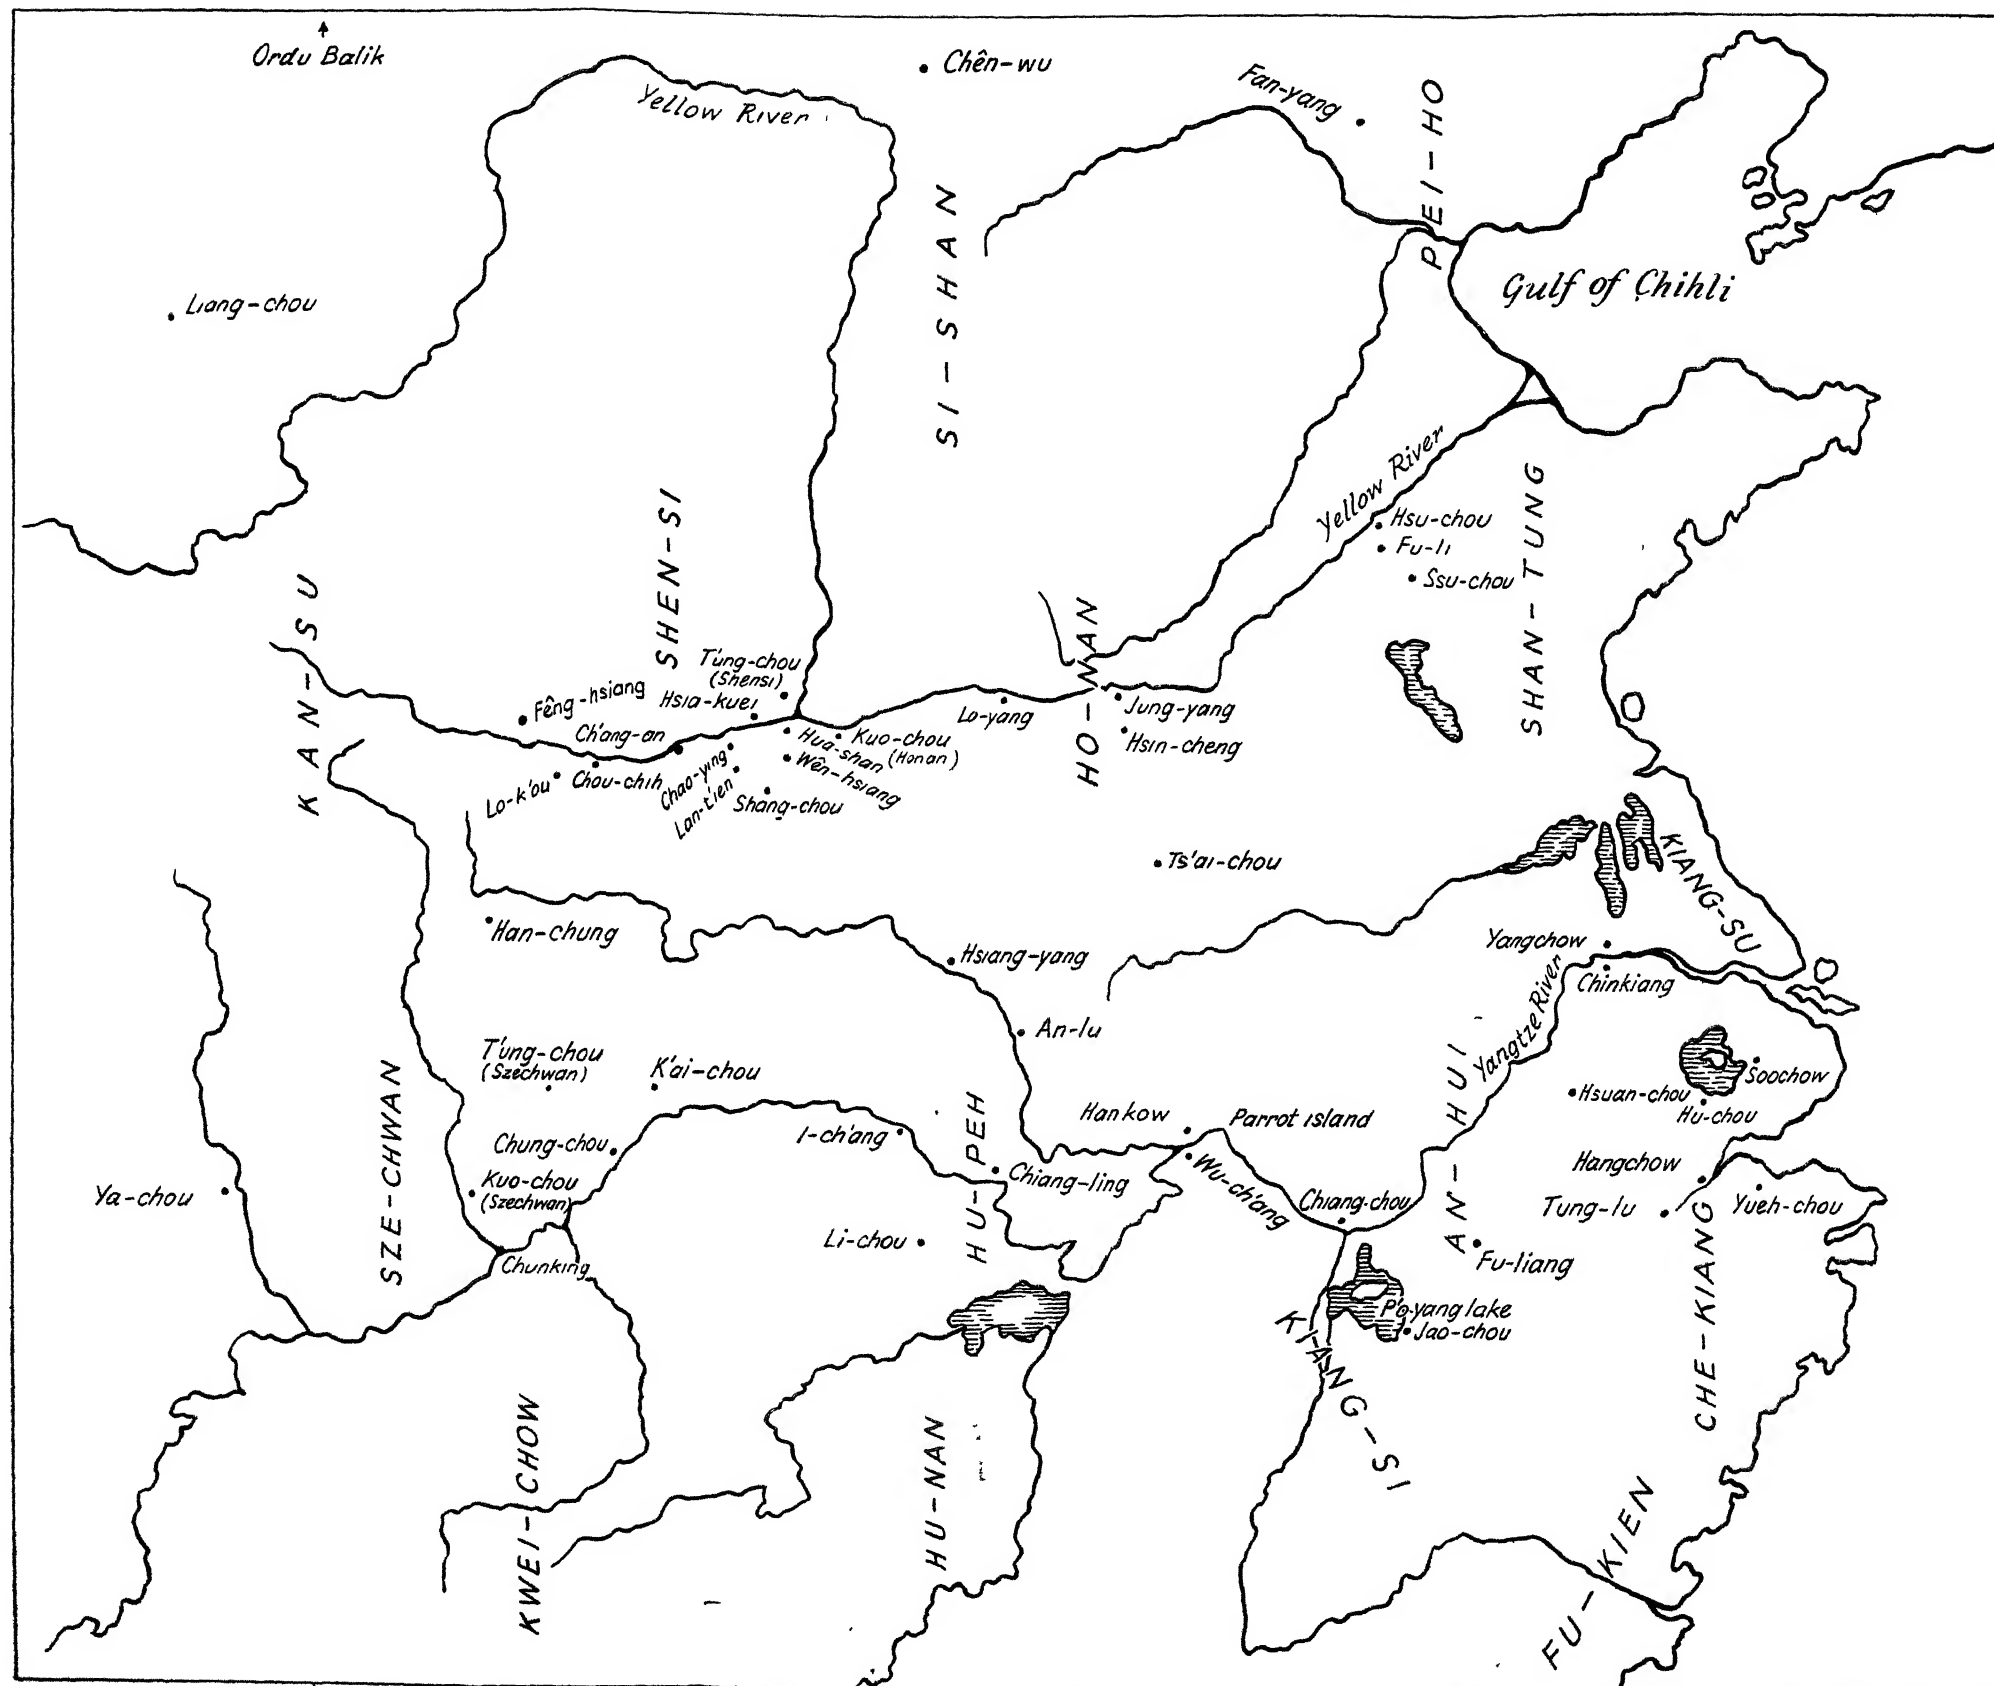 Ordu Balik
Chên-wu
Yellow River
Fan-yang
PEI-HO
Liang-chou
SI-SHAN
Gulf of Chihli
Yellow River
Hsu-chou
Fu-li
Ssu-chou
SHAN-TUNG
SHEN-SI
KAN-SU
HO-NAN
T'ung-chou
(Shensi)
Fêng-hsiang
Hsia-kuei
Ch'ang-an
Lo-yang
Jung-yang
Hsin-cheng
Hua-shan
Kuo-chou
(Honan)
Wên-hsiang
Lo-k'ou
Chou-chih
Chao-ying
Lan-t'ien
Shang-chou
Ts'ai-chou
KIANG-SU
Han-chung
Hsiang-yang
Yangchow
Chinkiang
Yangtze River
An-lu
T'ung-chou
(Szechwan)
K'ai-chou
SZE-CHWAN
HU-PEH
AN-HUI
Soochow
Hsuan-chou
Hu-chou
Hankow
Parrot island
I-ch'ang
Chung-chou
Chiang-ling
Wu-ch'ang
Hangchow
Kuo-chou
(Szechwan)
Ya-chou
Chiang-chou
Tung-lu
Yueh-chou
Li-chou
Fu-liang
Chunking
P'o-yang lake
Jao-chou
KIANG-SI
CHE-KIANG
KWEI-CHOW
HU-NAN
FU-KIEN